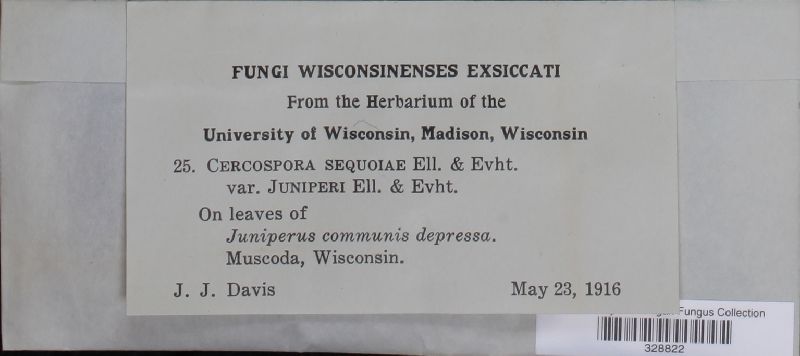 FUNGI WISCONSINENSES EXSICCATI
From the Herbarium of the
University of Wisconsin, Madison, Wisconsin
25. CERCOSPORA SEQUOIAE Ell. & Evht.
var. JUNIPERI Ell. & Evht.
On leaves of
Juniperus communis depressa.
Muscoda, Wisconsin.
J. J. Davis May 23, 1916
Fungus Collection
328822